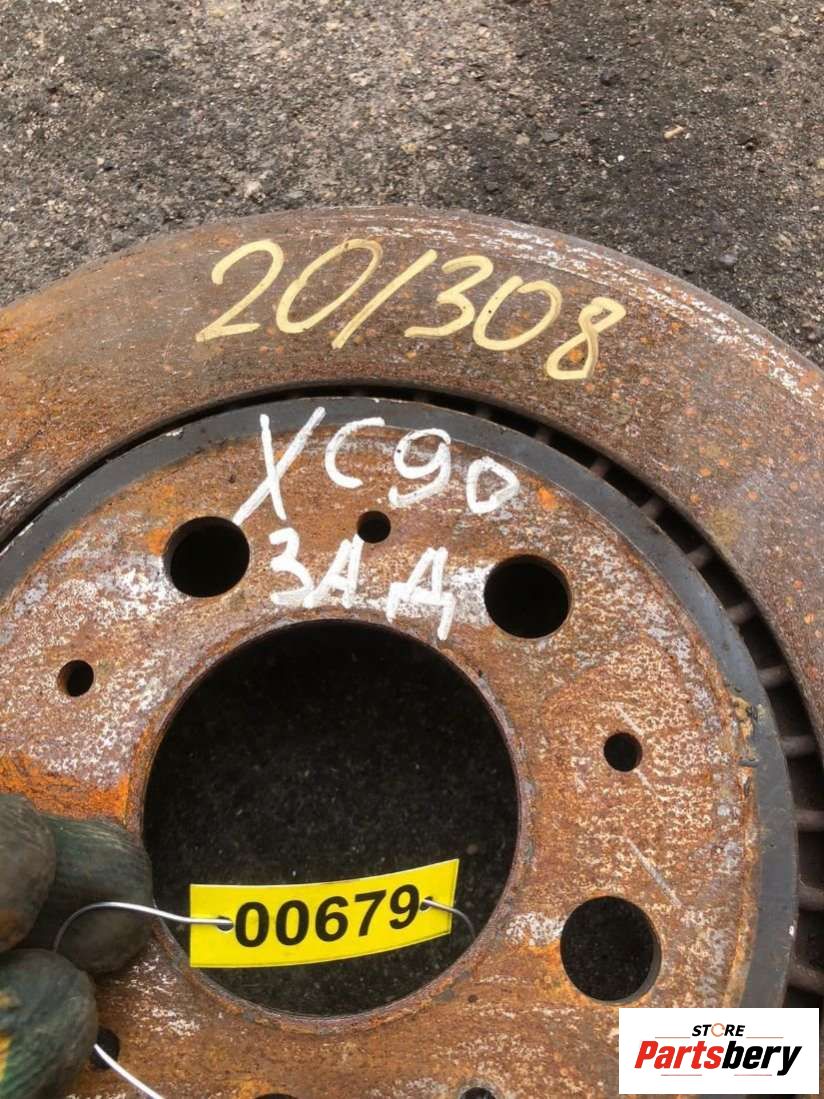 20/308
XC90
ЗАД
00679
STORE
Partsbery